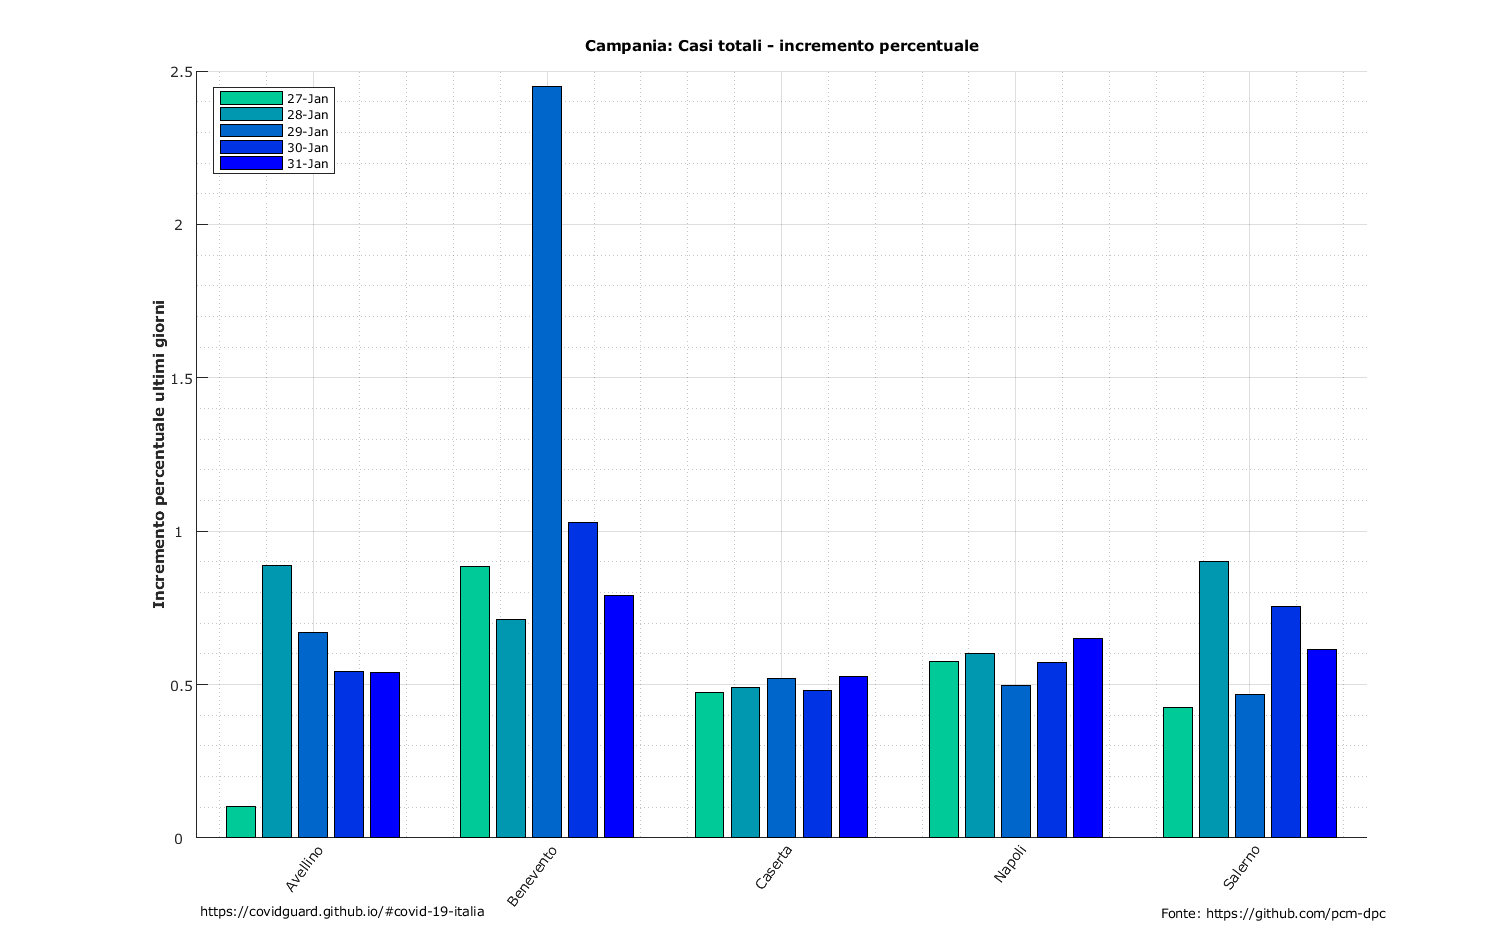 Campania: Casi totali - incremento percentuale
2.5
2
1.5
1
0.5
0
Incremento percentuale ultimi giorni
27-Jan
28-Jan
29-Jan
30-Jan
31-Jan
Avellino
Benevento
Caserta
Napoli
Salerno
https://covidguard.github.io/#covid-19-italia
Fonte: https://github.com/pcm-dpc